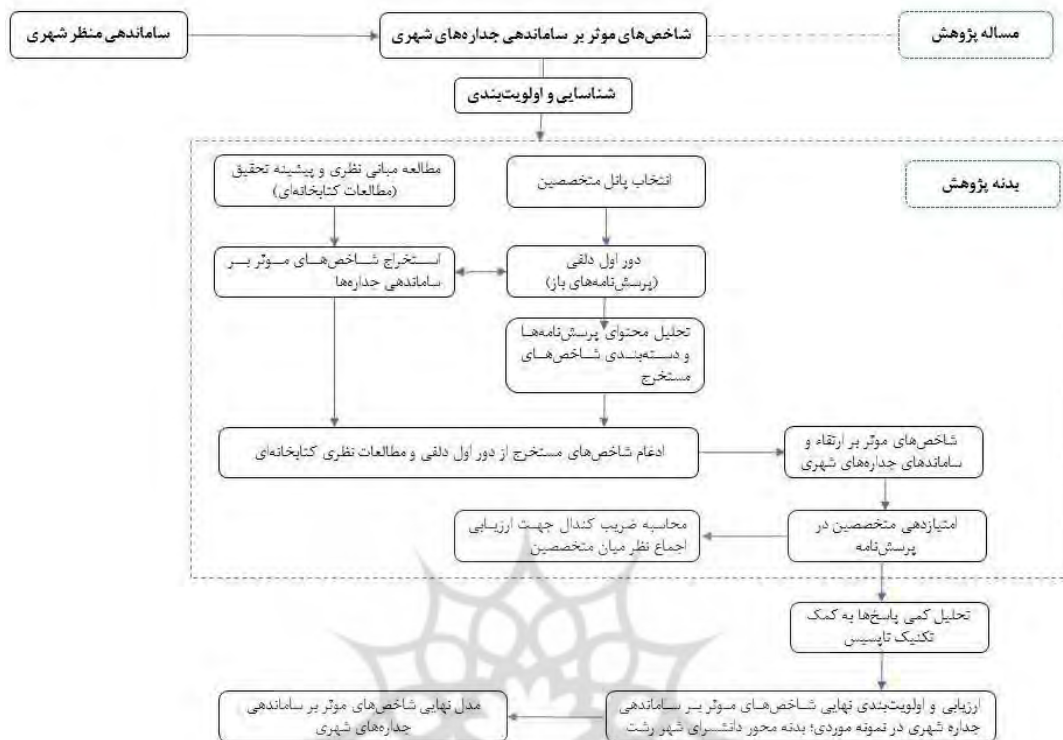 مساله پژوهش
شاخص‌های موثر بر ساماندهی جداره‌های شهری
ساماندهی منظر شهری
شناسایی و اولویت‌بندی
بدنه پژوهش
انتخاب پانل متخصصین
مطالعه مبانی نظری و پیشینه تحقیق
(مطالعات کتابخانه‌ای)
دور اول دلفی
(پرسش‌نامه‌های باز)
استخراج شاخص‌های موثر بر
ساماندهی جداره‌ها
تحلیل محتوای پرسش‌نامه‌ها
و دسته‌بندی شاخص‌های
مستخرج
ادغام شاخص‌های مستخرج از دور اول دلفی و مطالعات نظری کتابخانه‌ای
شاخص‌های موثر بر ارتقاء و
ساماندهای جداره‌های شهری
امتیازدهی متخصصین در
پرسش‌نامه
محاسبه ضریب کندال جهت ارزیابی
اجماع نظر میان متخصصین
تحلیل کمی پاسخ‌ها به کمک
تکنیک تاپسیس
ارزیابی و اولویت‌بندی نهایی شاخص‌های موثر بر ساماندهی
جداره شهری در نمونه موردی؛ بدنه محور دانشسرای شهر رشت
مدل نهایی شاخص‌های موثر بر ساماندهی
جداره‌های شهری